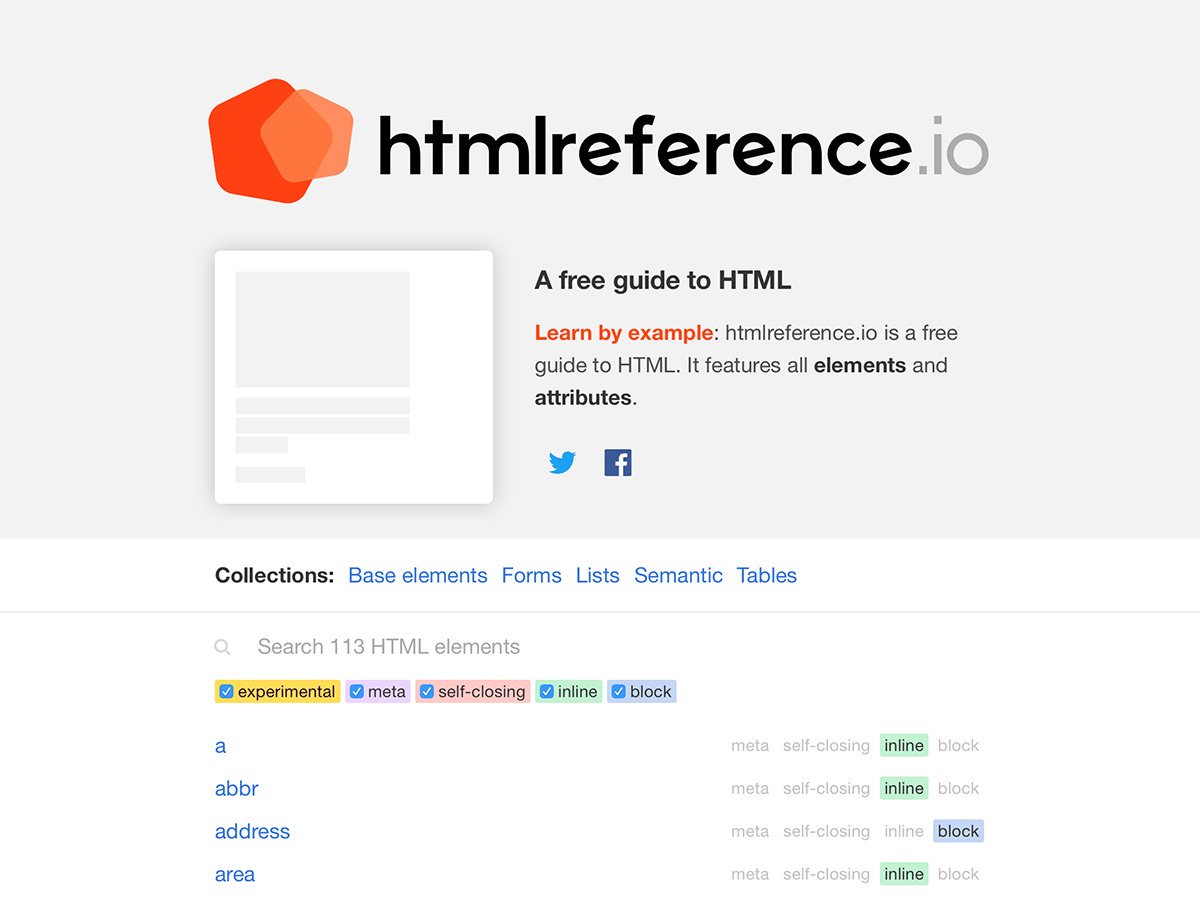 htmlreference.io
A free guide to HTML
Learn by example: htmlreference.io is a free
guide to HTML. It features all elements and
attributes.
Collections: Base elements Forms Lists Semantic Tables
Search 113 HTML elements
experimental meta self-closing inline block
a meta self-closing inline block
abbr meta self-closing inline block
address meta self-closing inline block
area meta self-closing inline block